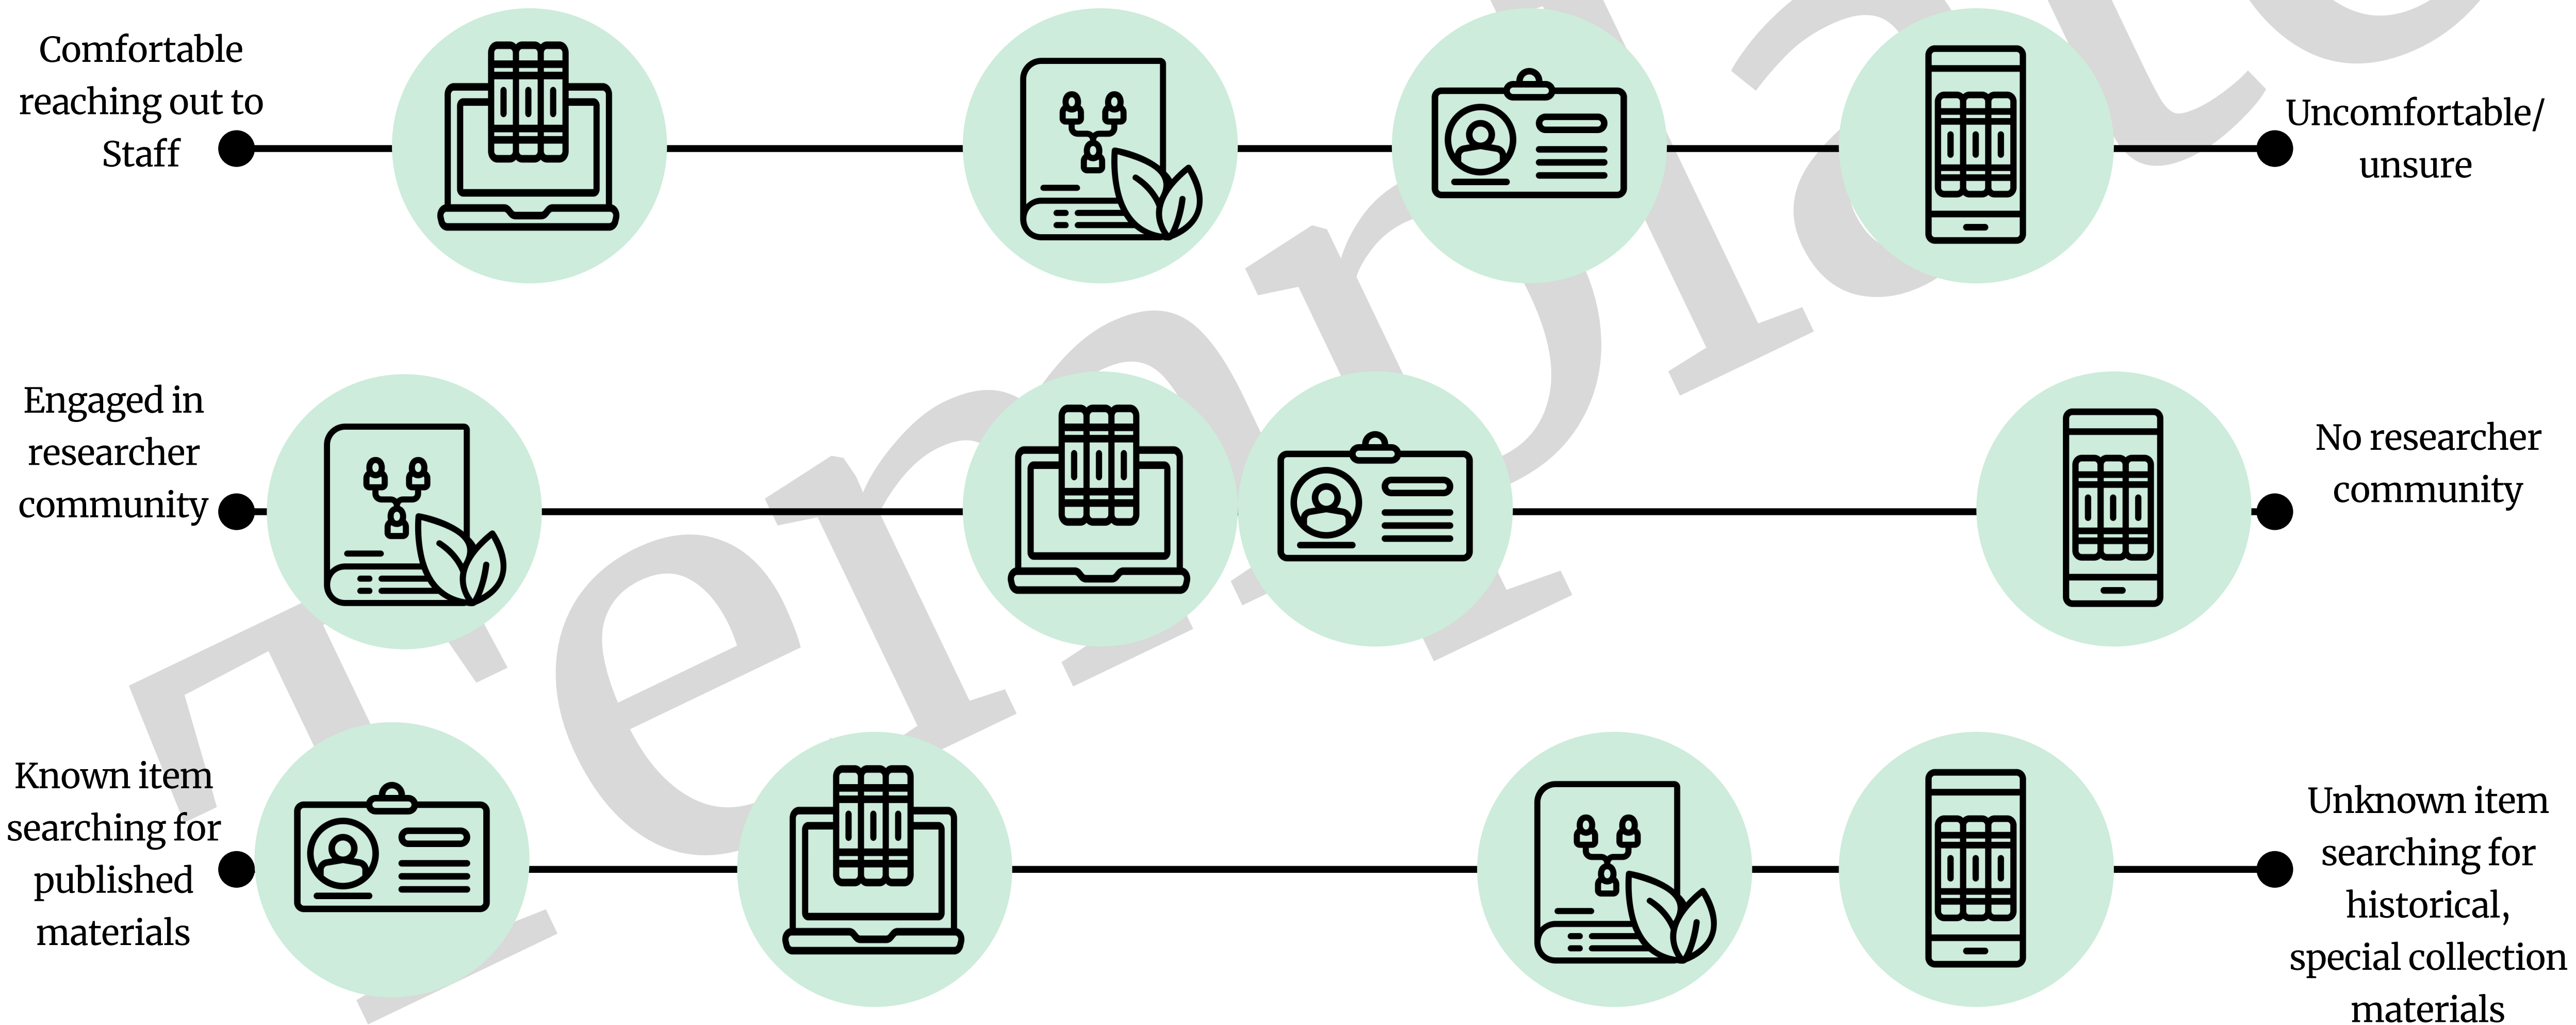 Comfortable
reaching out to
Staff
Uncomfortable/
unsure
Engaged in
researcher
community
No researcher
community
Known item
searching for
published
materials
Unknown item
searching for
historical,
special collection
materials
Template